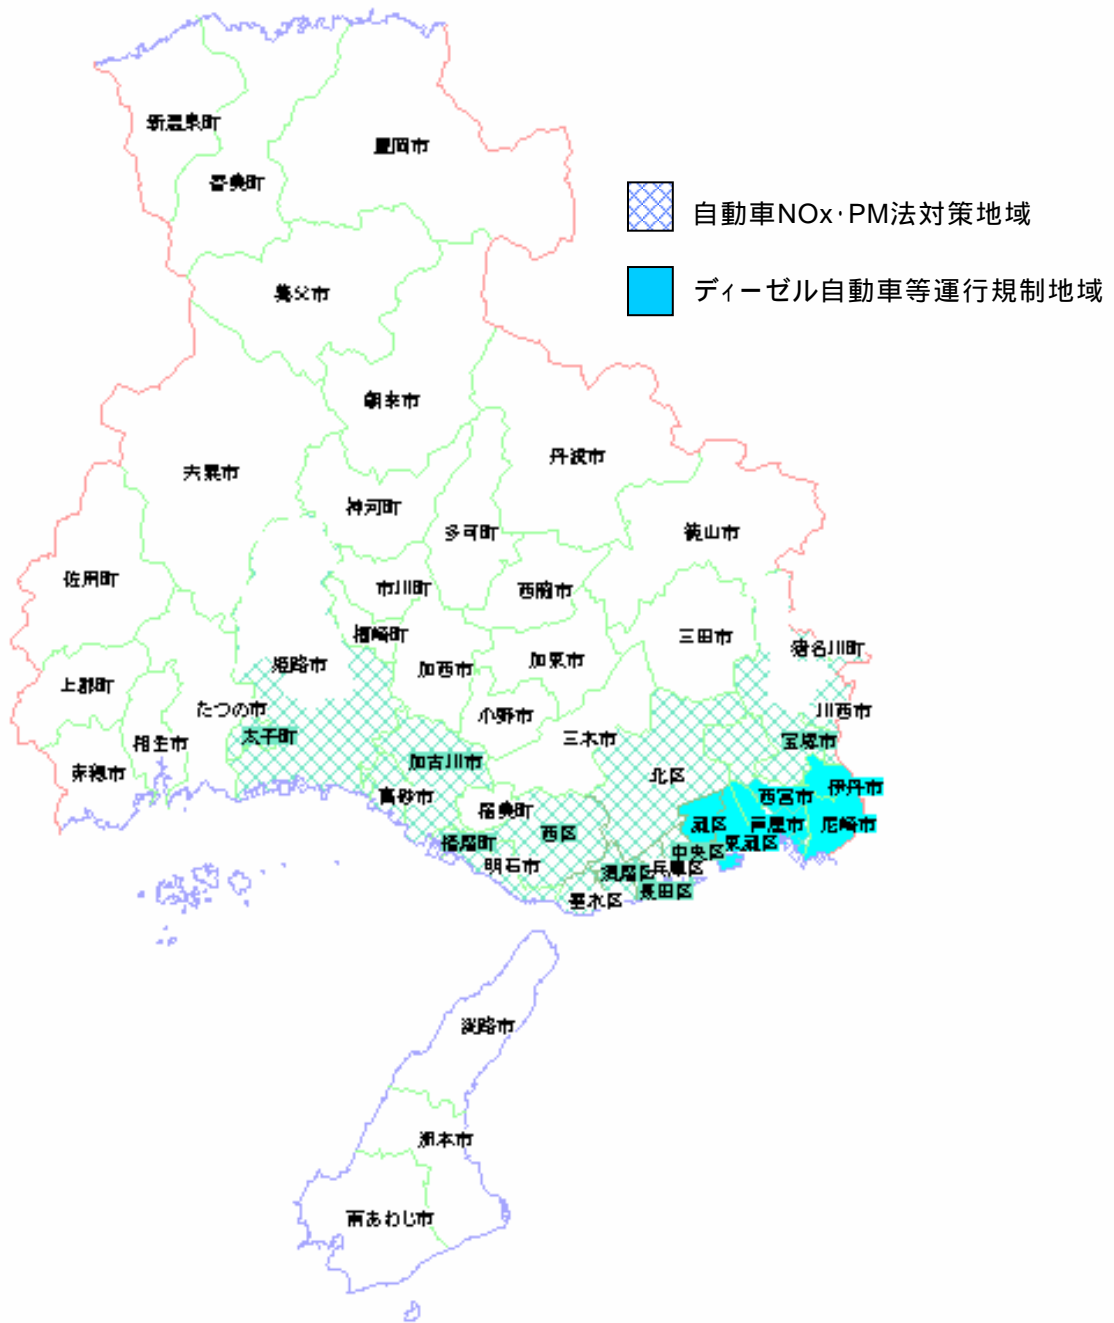 新温泉町
豊岡市
香美町
自動車NOx・PM法対策地域
ディーゼル自動車等運行規制地域
養父市
朝来市
丹波市
宍粟市
神河町
多可町
篠山市
佐用町
市川町
西脇市
福崎町
三田市
猪名川町
姫路市
加西市
加東市
上郡町
たつの市
小野市
川西市
相生市
太子町
三木市
宝塚市
赤穂市
加古川市
北区
高砂市
西宮市
伊丹市
稲美町
西区
灘区
芦屋市
尼崎市
播磨町
東灘区
中央区
明石市
須磨区
兵庫区
長田区
垂水区
淡路市
洲本市
南あわじ市